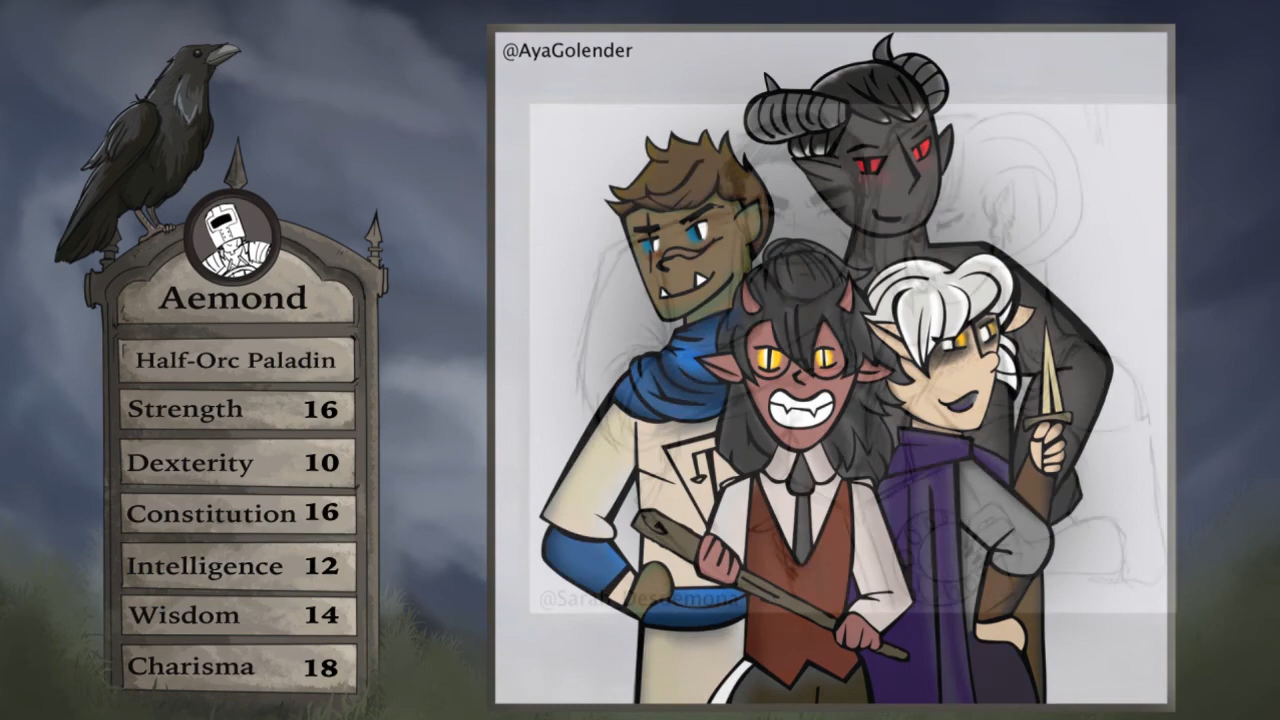 Aemond
Half-Orc Paladin
Strength 16
Dexterity 10
Constitution 16
Intelligence 12
Wisdom 14
Charisma 18
@AyaGolender